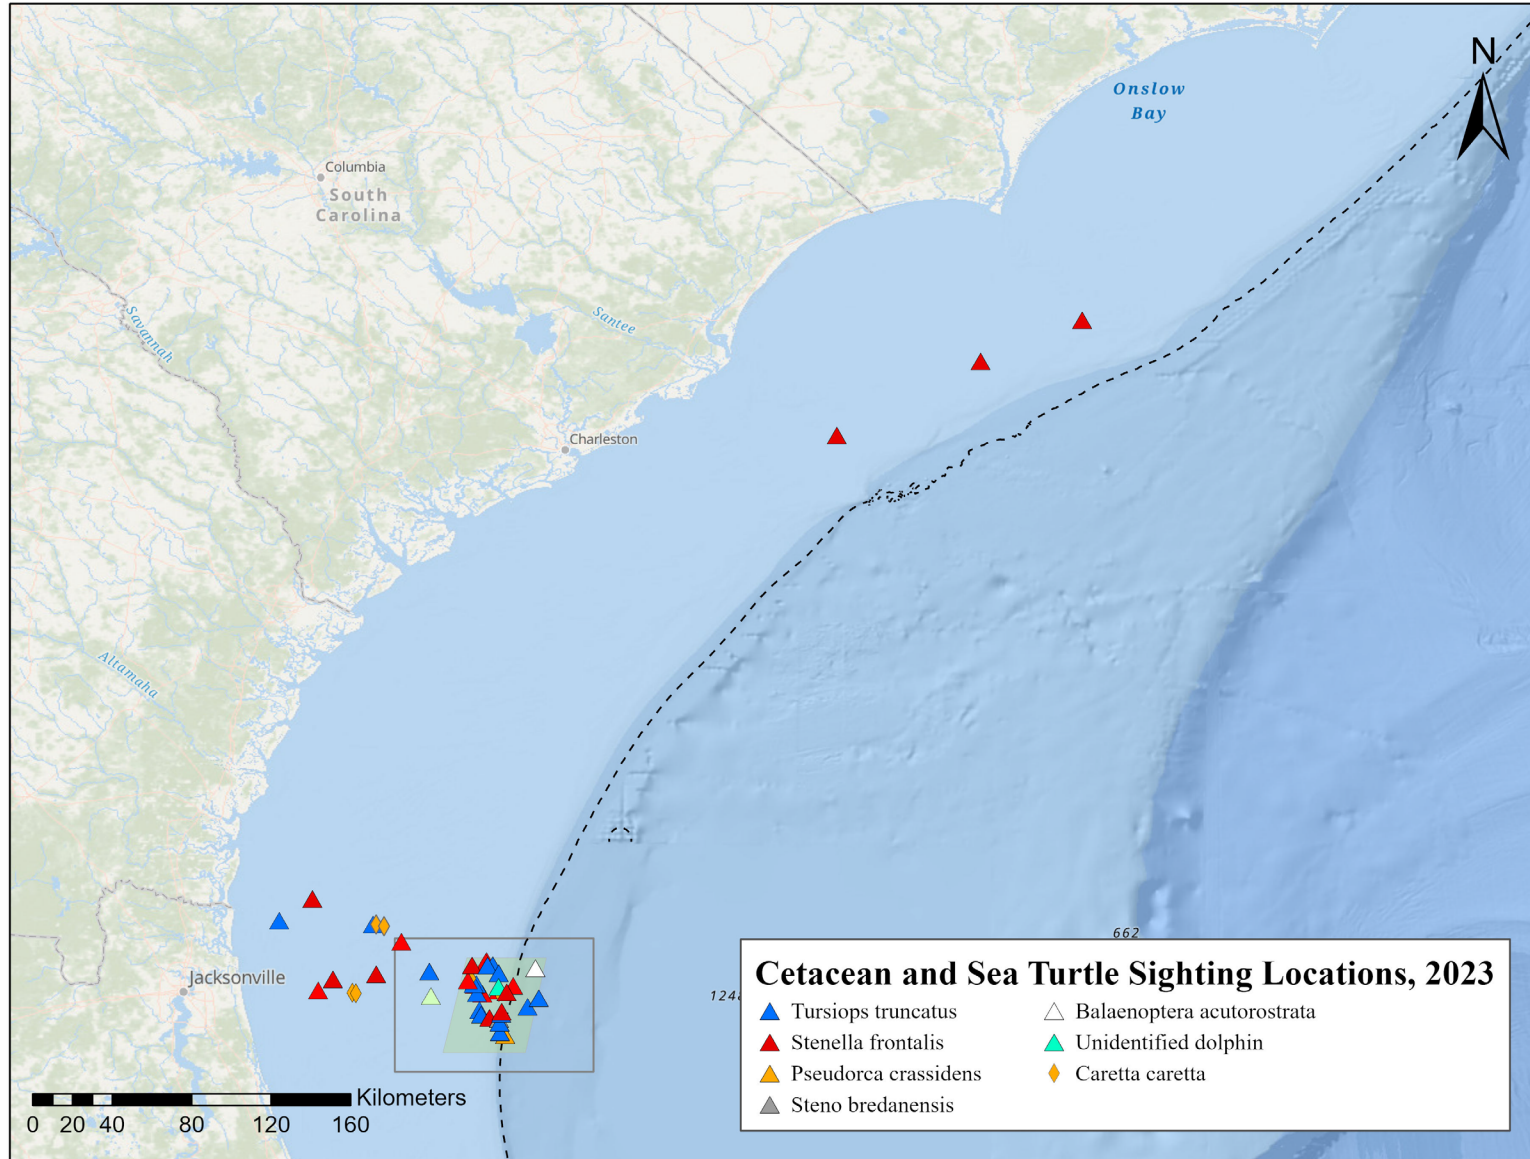 N
Onslow
Bay
Columbia
South
Carolina
Santee
Savannah
Charleston
Altamaha
662
Jacksonville
Cetacean and Sea Turtle Sighting Locations, 2023
Tursiops truncatus
Stenella frontalis
Pseudorca crassidens
Steno bredanensis
Balaenoptera acutorostrata
Unidentified dolphin
Caretta caretta
Kilometers
0 20 40 80 120 160